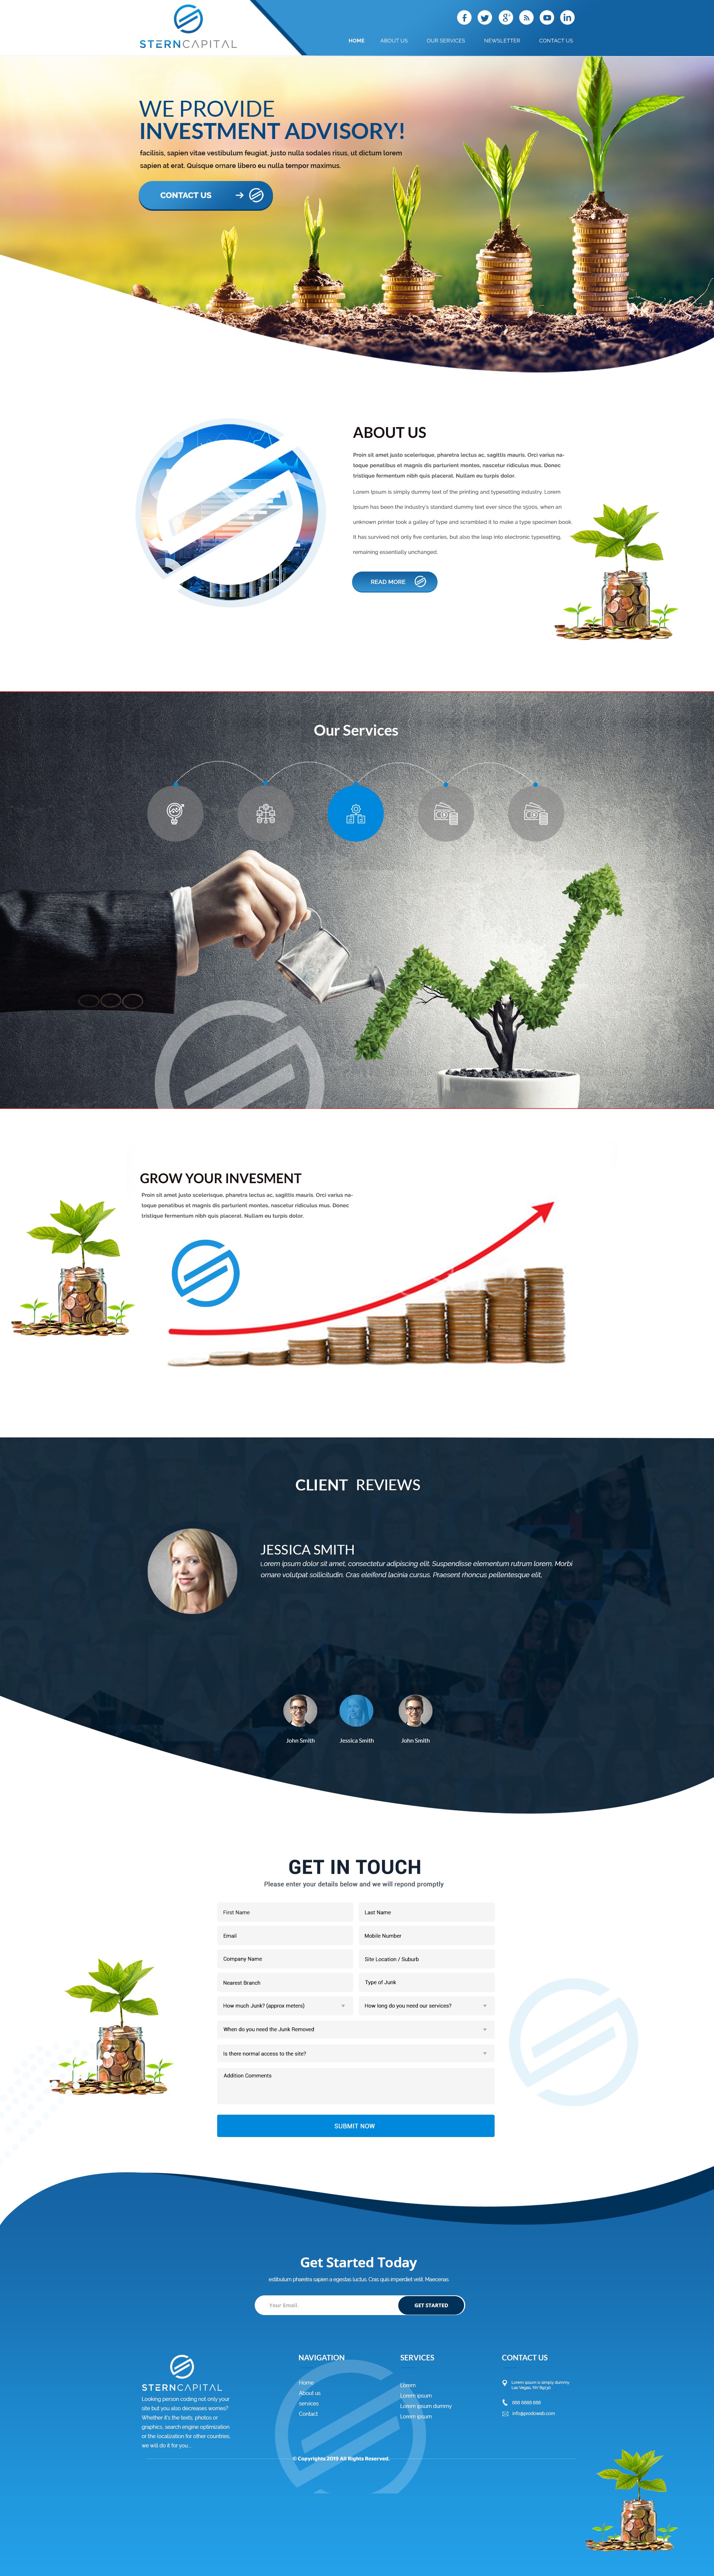 STERNCAPITAL
HOME ABOUT US OUR SERVICES NEWSLETTER CONTACT US
WE PROVIDE
INVESTMENT ADVISORY!
facilisis, sapien vitae vestibulum feugiat, justo nulla sodales risus, ut dictum lorem
sapien at erat. Quisque ornare libero eu nulla tempor maximus.
CONTACT US
ABOUT US
Proin sit amet justo scelerisque, pharetra lectus ac, sagittis mauris. Orci varius na-
toque penatibus et magnis dis parturient montes, nascetur ridiculus mus. Donec
tristique fermentum nibh quis placerat. Nullam eu turpis dolor.
Lorem Ipsum is simply dummy text of the printing and typesetting industry. Lorem
Ipsum has been the industry's standard dummy text ever since the 1500s, when an
unknown printer took a galley of type and scrambled it to make a type specimen book.
It has survived not only five centuries, but also the leap into electronic typesetting,
remaining essentially unchanged.
READ MORE
Our Services
GROW YOUR INVESMENT
Proin sit amet justo scelerisque, pharetra lectus ac, sagittis mauris. Orci varius na-
toque penatibus et magnis dis parturient montes, nascetur ridiculus mus. Donec
tristique fermentum nibh quis placerat. Nullam eu turpis dolor.
CLIENT REVIEWS
JESSICA SMITH
Lorem ipsum dolor sit amet, consectetur adipiscing elit. Suspendisse elementum rutrum lorem. Morbi
ornare volutpat sollicitudin. Cras eleifend lacinia cursus. Praesent rhoncus pellentesque elit,
John Smith Jessica Smith John Smith
GET IN TOUCH
Please enter your details below and we will repond promptly
First Name Last Name
Email Mobile Number
Company Name Site Location / Suburb
Nearest Branch Type of Junk
How much Junk? (approx meters) How long do you need our services?
When do you need the Junk Removed
Is there normal access to the site?
Addition Comments
SUBMIT NOW
Get Started Today
edibulum pharetra sapien a egestas luctus. Cras quis imperdiet velit. Maecenas
Your Email. GET STARTED
STERNCAPITAL
Looking person coding not only your
site but you also decreases worries?
Whether it's the texts, photos or
graphics, search engine optimization
or the localization for other countries,
we will do it for you...
NAVIGATION
Home
About us
services
Contact
SERVICES
Lorem
Lorem ipsum
Lorem ipsum dummy
Lorem ipsum
CONTACT US
Lorem ipsum is simply dummy
Las Vegas, NV 89130
888 8888 888
info@prodoweb.com
© Copyrights 2019 All Rights Reserved.